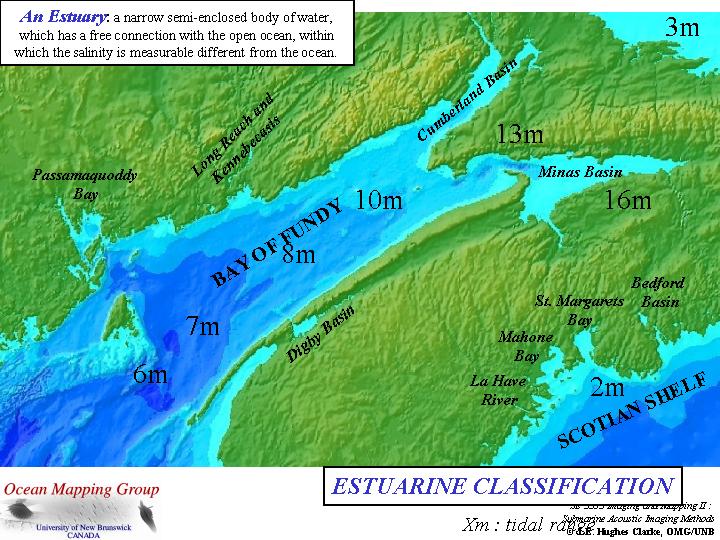 An Estuary: a narrow semi-enclosed body of water,
which has a free connection with the open ocean, within
which the salinity is measurable different from the ocean.
3m
Cumberland Basin
Long Reach and
Kennebecasis
13m
Passamaquoddy
Bay
Minas Basin
10m
16m
BAY OF FUNDY
8m
Bedford
Basin
St. Margarets
Bay
Digby Basin
7m
Mahone
Bay
6m
La Have
River
2m
SCOTIAN SHELF
ESTUARINE CLASSIFICATION
Ocean Mapping Group
Imaging and Mapping II :
Xm : tidal range
Submarine Acoustic Imaging Methods
University of New Brunswick
CANADA
Hughes Clarke, OMG/UNB